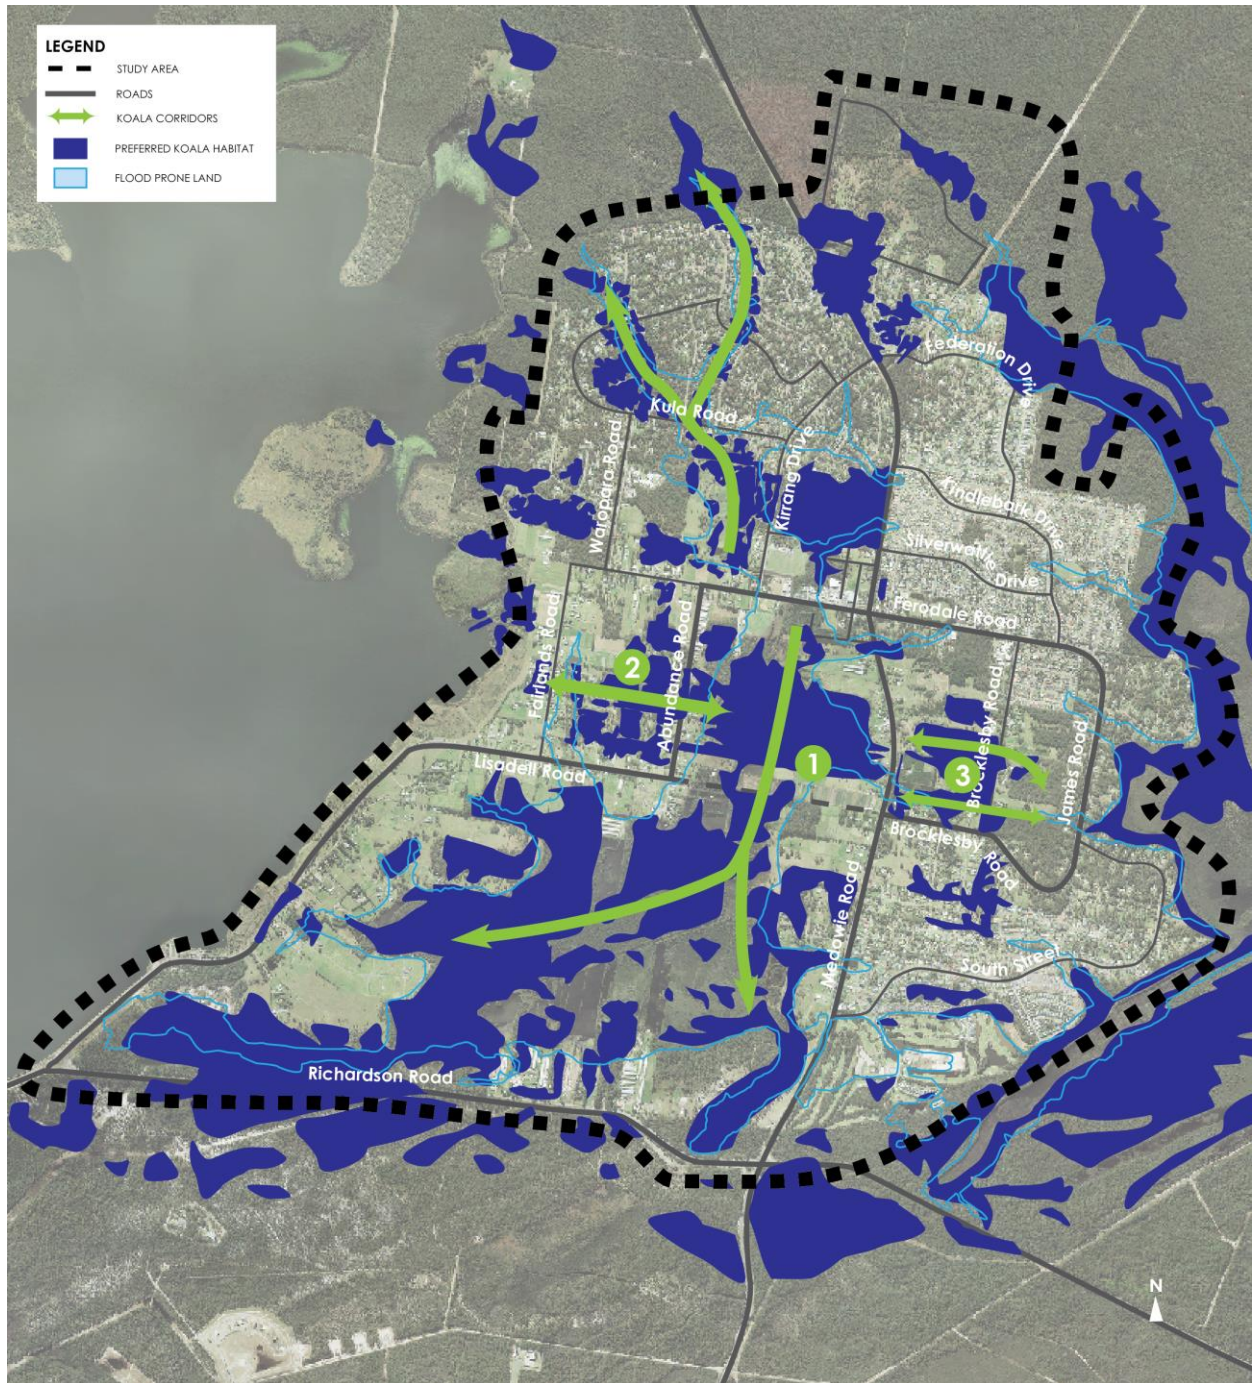 LEGEND
STUDY AREA
ROADS
KOALA CORRIDORS
PREFERRED KOALA HABITAT
FLOOD PRONE LAND
Federation Drive
Kula Road
Waropara Road
Kirrang Drive
Kindlebark Drive
Silverwattle Drive
Ferodale Road
Fairlands Road
Abundance Road
2
Brocklesby Road
James Road
Lisadell Road
1
3
Brocklesby Road
Medowie Road
South Street
Richardson Road
N